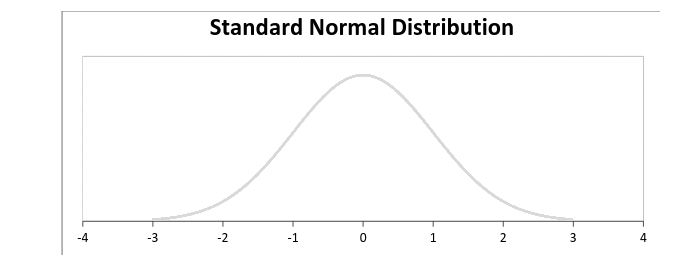 Standard Normal Distribution
-4 -3 -2 -1 0 1 2 3 4